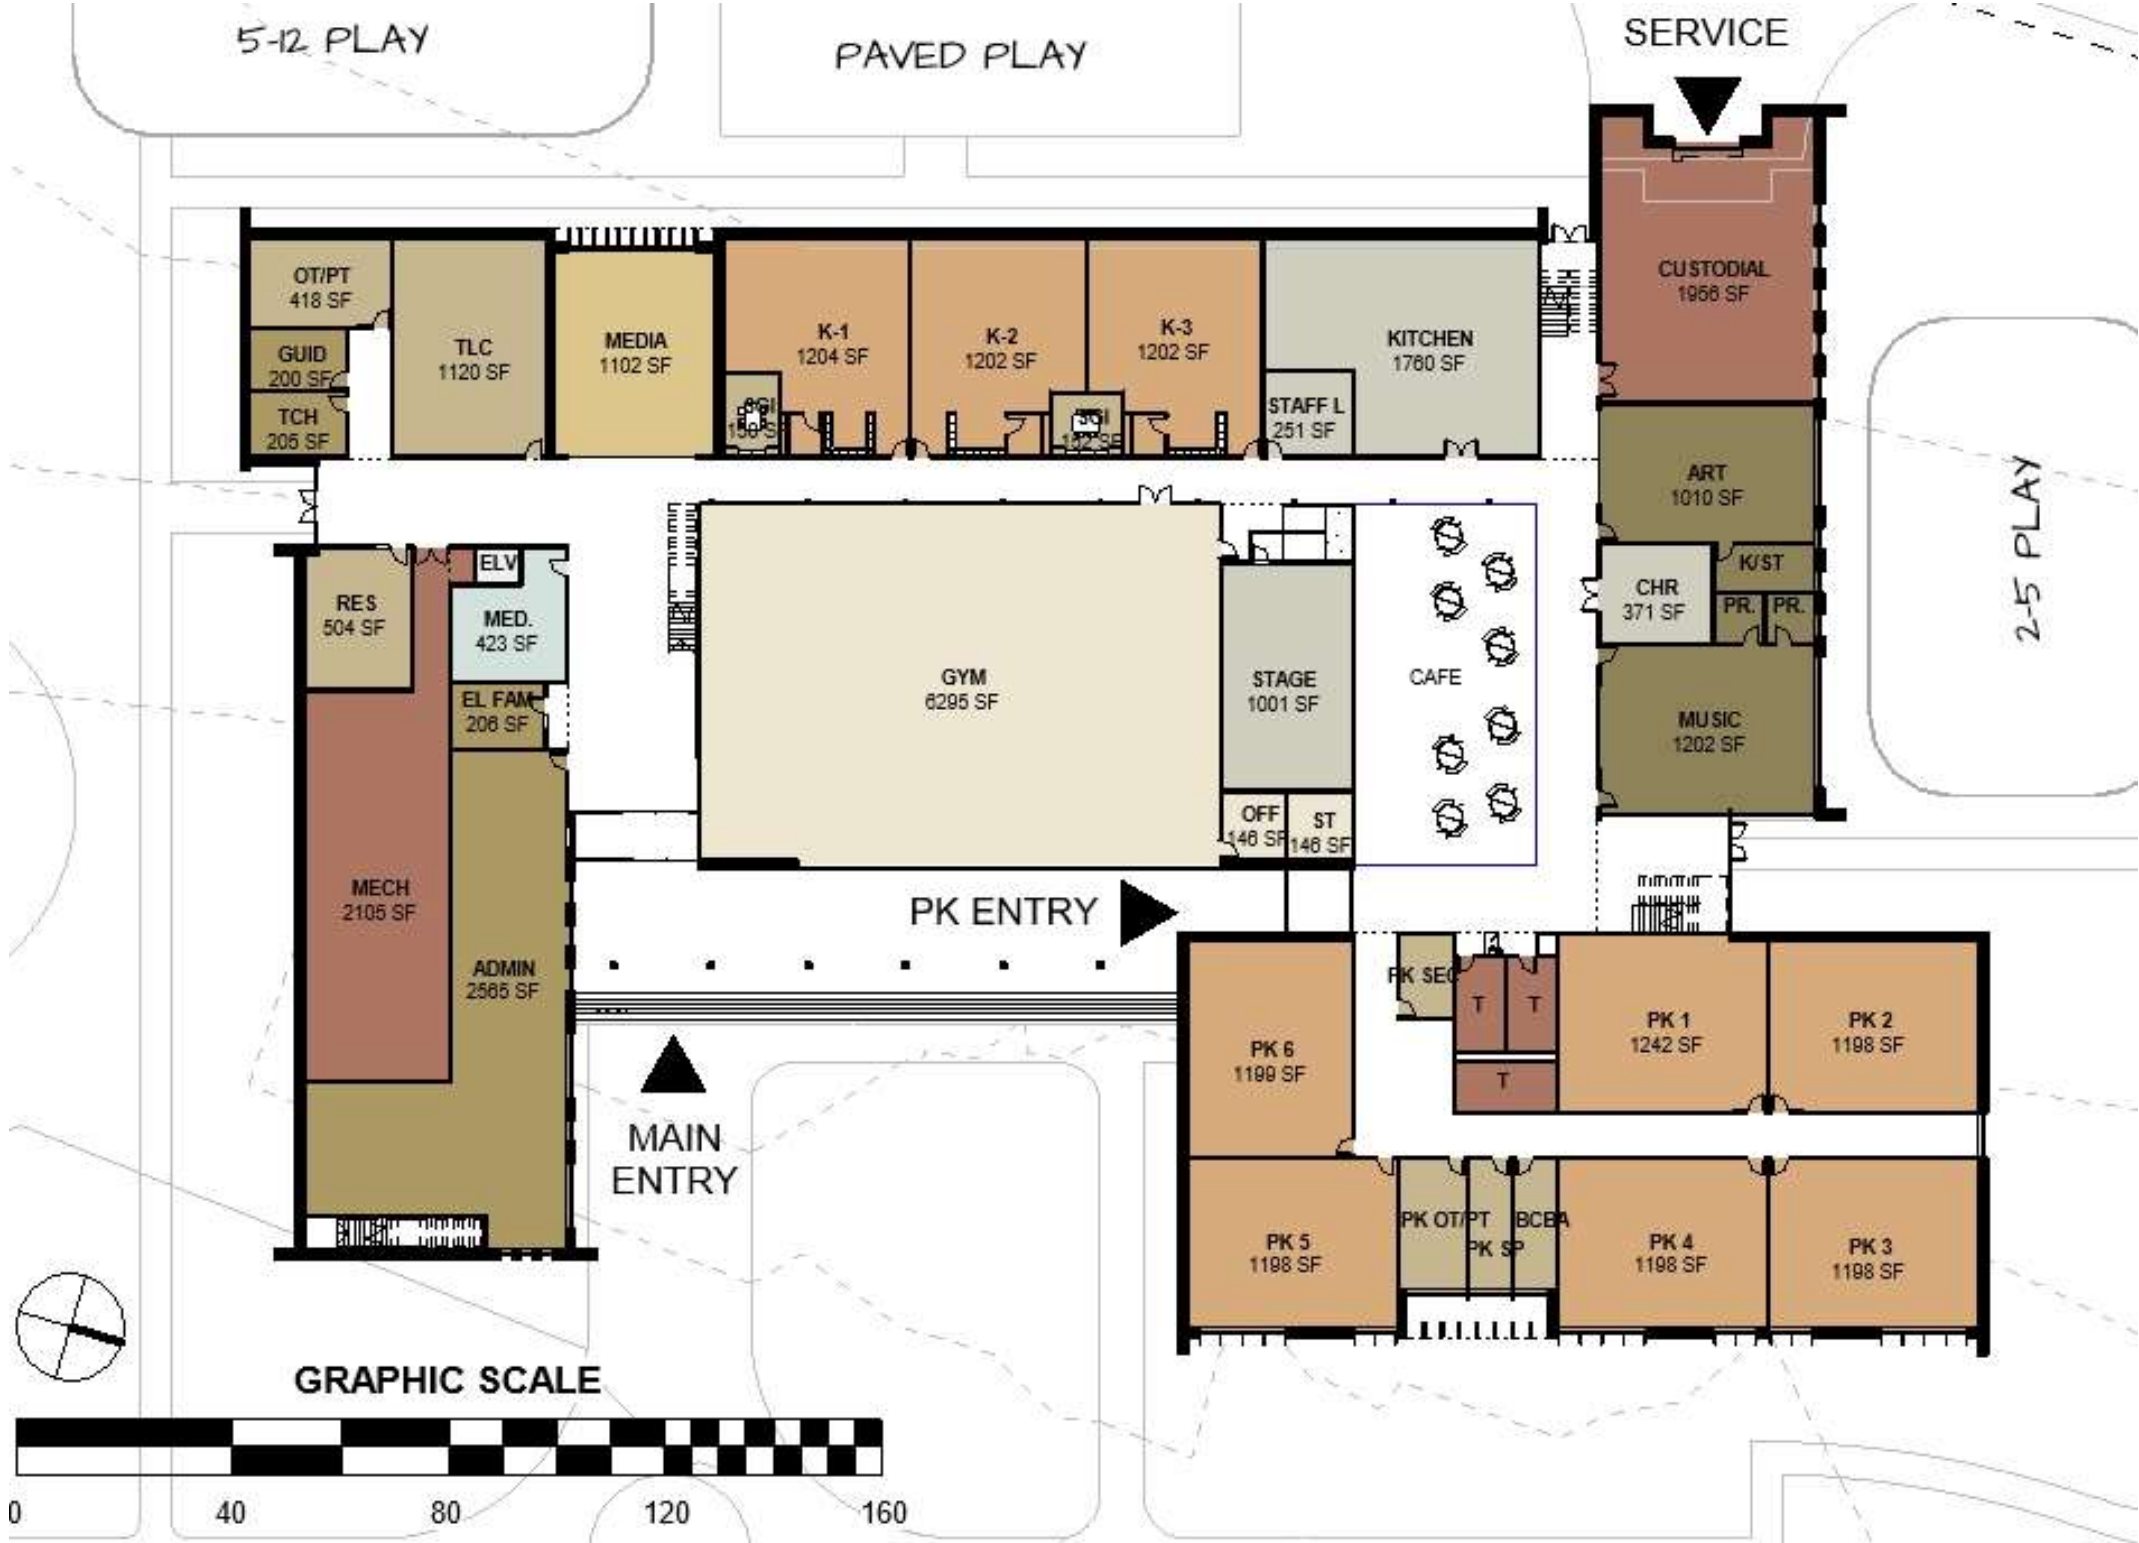 5-12 PLAY
PAVED PLAY
SERVICE
OT/PT
418 SF
GUID
200 SF
TCH
205 SF
TLC
1120 SF
MEDIA
1102 SF
K-1
1204 SF
SGI
K-2
1202 SF
SGI
152 SF
K-3
1202 SF
KITCHEN
1760 SF
STAFF L
251 SF
CUSTODIAL
1956 SF
ART
1010 SF
K/ST
CHR
371 SF
PR.
PR.
MUSIC
1202 SF
2-5 PLAY
RES
504 SF
ELV
MED.
423 SF
EL FAM
206 SF
GYM
6295 SF
STAGE
1001 SF
OFF
146 SF
ST
146 SF
CAFE
MECH
2105 SF
ADMIN
2565 SF
PK ENTRY
MAIN
ENTRY
PK SEC
T
T
T
PK 1
1242 SF
PK 2
1198 SF
PK 6
1199 SF
PK 5
1198 SF
PK OT/PT
PK SP
BCBA
PK 4
1198 SF
PK 3
1198 SF
GRAPHIC SCALE
0 40 80 120 160